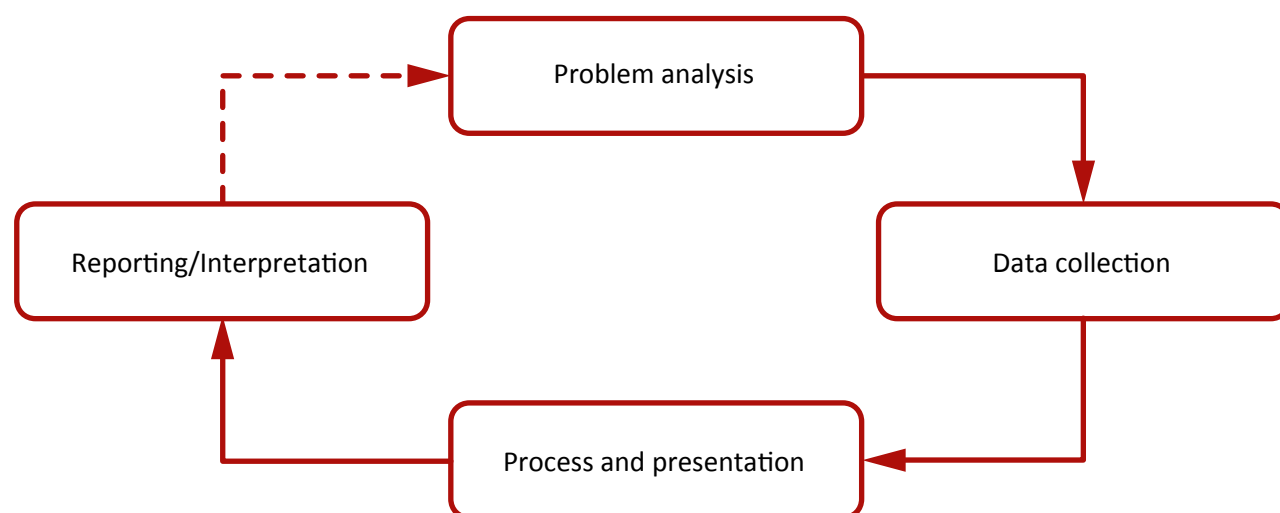 Problem analysis
Reporting/Interpretation
Data collection
Process and presentation